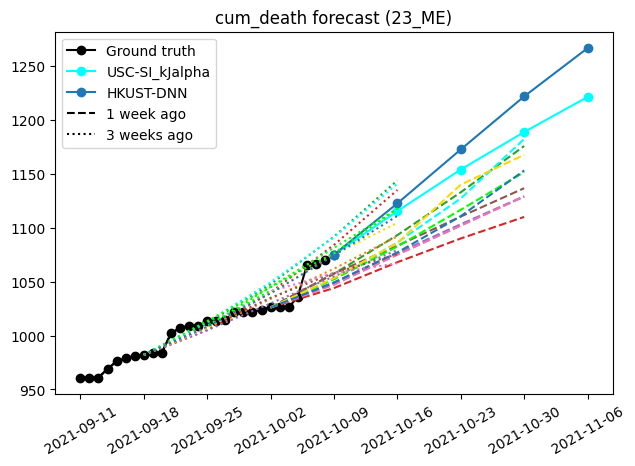 cum_death forecast (23_ME)
Ground truth
USC-SI_kJalpha
HKUST-DNN
1 week ago
3 weeks ago
1250
1200
1150
1100
1050
1000
950
2021-09-11
2021-09-18
2021-09-25
2021-10-02
2021-10-09
2021-10-16
2021-10-23
2021-10-30
2021-11-06